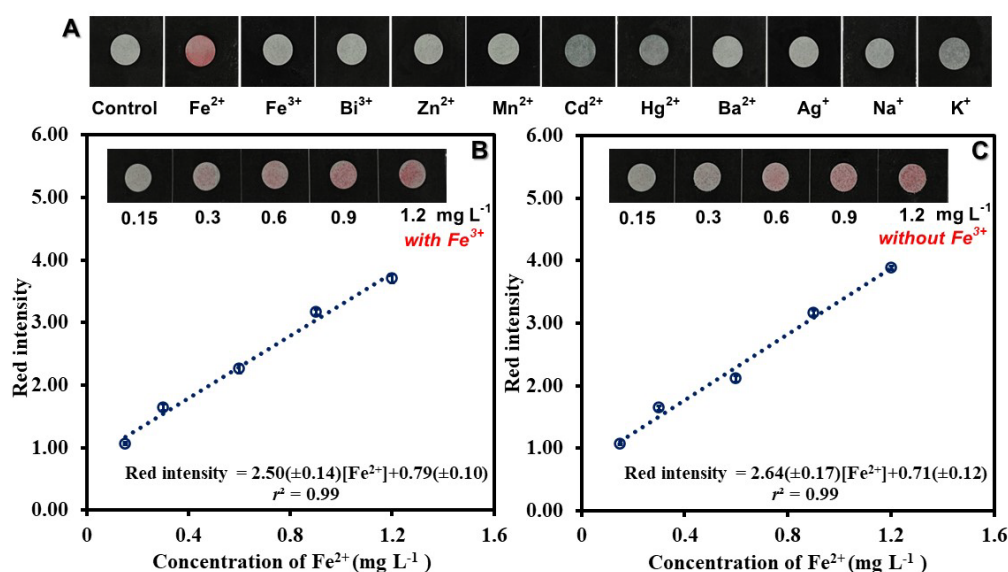 A
Control Fe²⁺ Fe³⁺ Bi³⁺ Zn²⁺ Mn²⁺ Cd²⁺ Hg²⁺ Ba²⁺ Ag⁺ Na⁺ K⁺
B
0.15 0.3 0.6 0.9 1.2 mg L⁻¹
with Fe³⁺
Red intensity
6.00
5.00
4.00
3.00
2.00
1.00
0.00
Red intensity = 2.50(±0.14)[Fe²⁺]+0.79(±0.10)
r² = 0.99
0 0.4 0.8 1.2 1.6
Concentration of Fe²⁺ (mg L⁻¹)
C
0.15 0.3 0.6 0.9 1.2 mg L⁻¹
without Fe³⁺
Red intensity
6.00
5.00
4.00
3.00
2.00
1.00
0.00
Red intensity = 2.64(±0.17)[Fe²⁺]+0.71(±0.12)
r² = 0.99
0 0.4 0.8 1.2 1.6
Concentration of Fe²⁺ (mg L⁻¹)